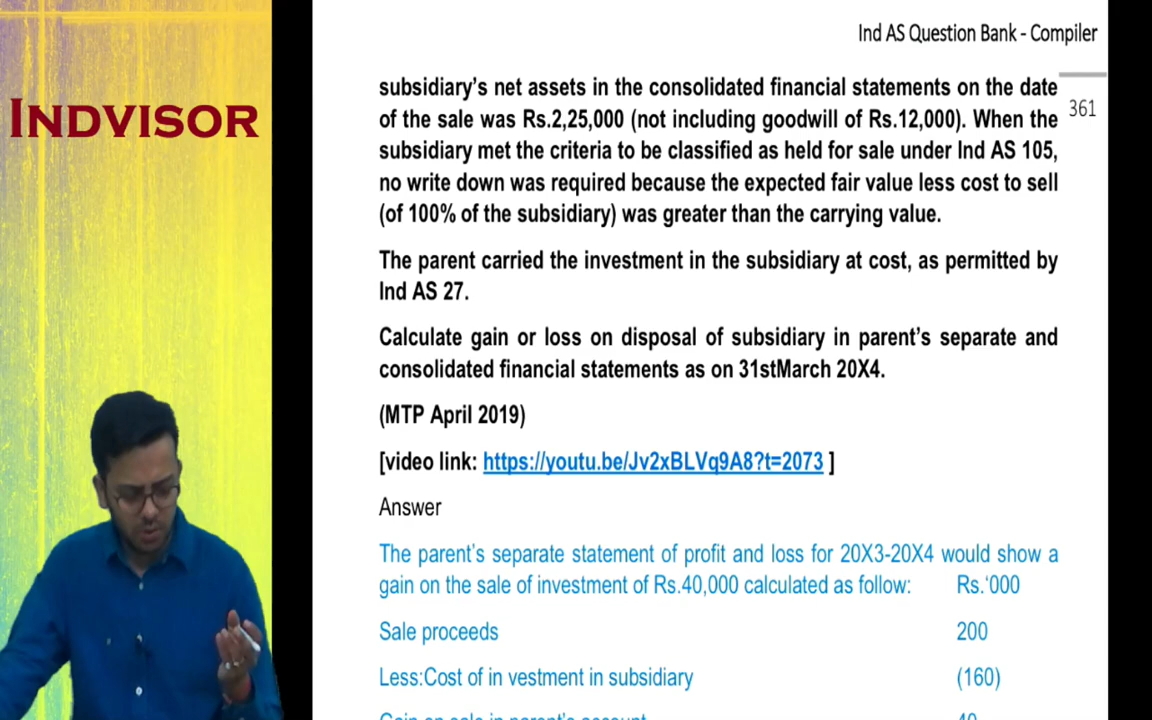 Ind AS Question Bank - Compiler
INDVISOR
361
subsidiary's net assets in the consolidated financial statements on the date
of the sale was Rs.2,25,000 (not including goodwill of Rs.12,000). When the
subsidiary met the criteria to be classified as held for sale under Ind AS 105,
no write down was required because the expected fair value less cost to sell
(of 100% of the subsidiary) was greater than the carrying value.
The parent carried the investment in the subsidiary at cost, as permitted by
Ind AS 27.
Calculate gain or loss on disposal of subsidiary in parent's separate and
consolidated financial statements as on 31stMarch 20X4.
(MTP April 2019)
[video link: https://youtu.be/Jv2xBLVq9A8?t=2073 ]
Answer
The parent's separate statement of profit and loss for 20X3-20X4 would show a
gain on the sale of investment of Rs.40,000 calculated as follow: Rs.'000
Sale proceeds 200
Less:Cost of in vestment in subsidiary (160)
Gain on sale in parent's account 40